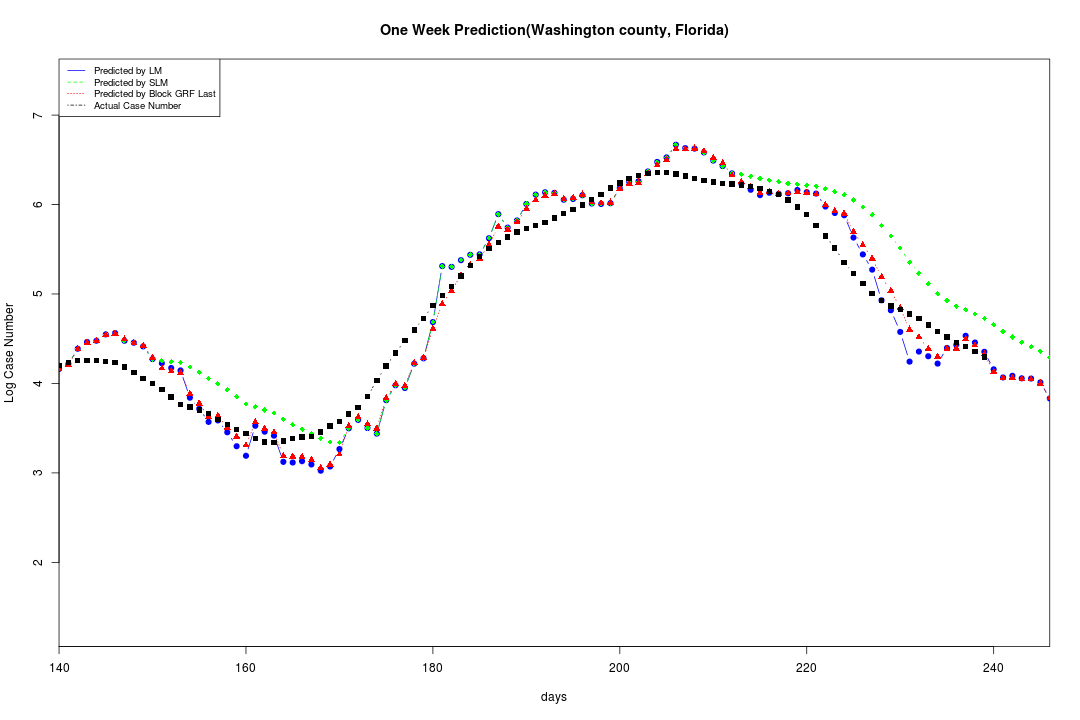 One Week Prediction(Washington county, Florida)
Predicted by LM
Predicted by SLM
Predicted by Block GRF Last
Actual Case Number
7
6
5
4
3
2
Log Case Number
140 160 180 200 220 240
days